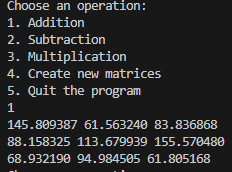 Choose an operation:
1. Addition
2. Subtraction
3. Multiplication
4. Create new matrices
5. Quit the program
1
145.809387 61.563240 83.836868
88.158325 113.679939 155.570480
68.932190 94.984505 61.805168